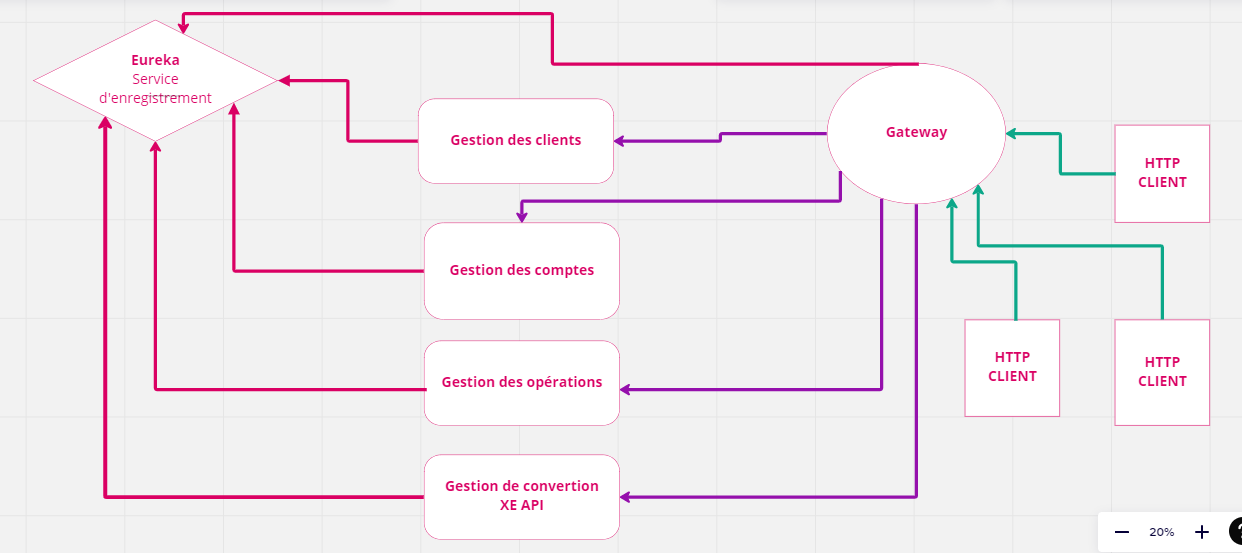 Eureka
Service
d'enregistrement
Gestion des clients
Gateway
HTTP
CLIENT
Gestion des comptes
Gestion des opérations
HTTP
CLIENT
HTTP
CLIENT
Gestion de convertion
XE API
20%
?